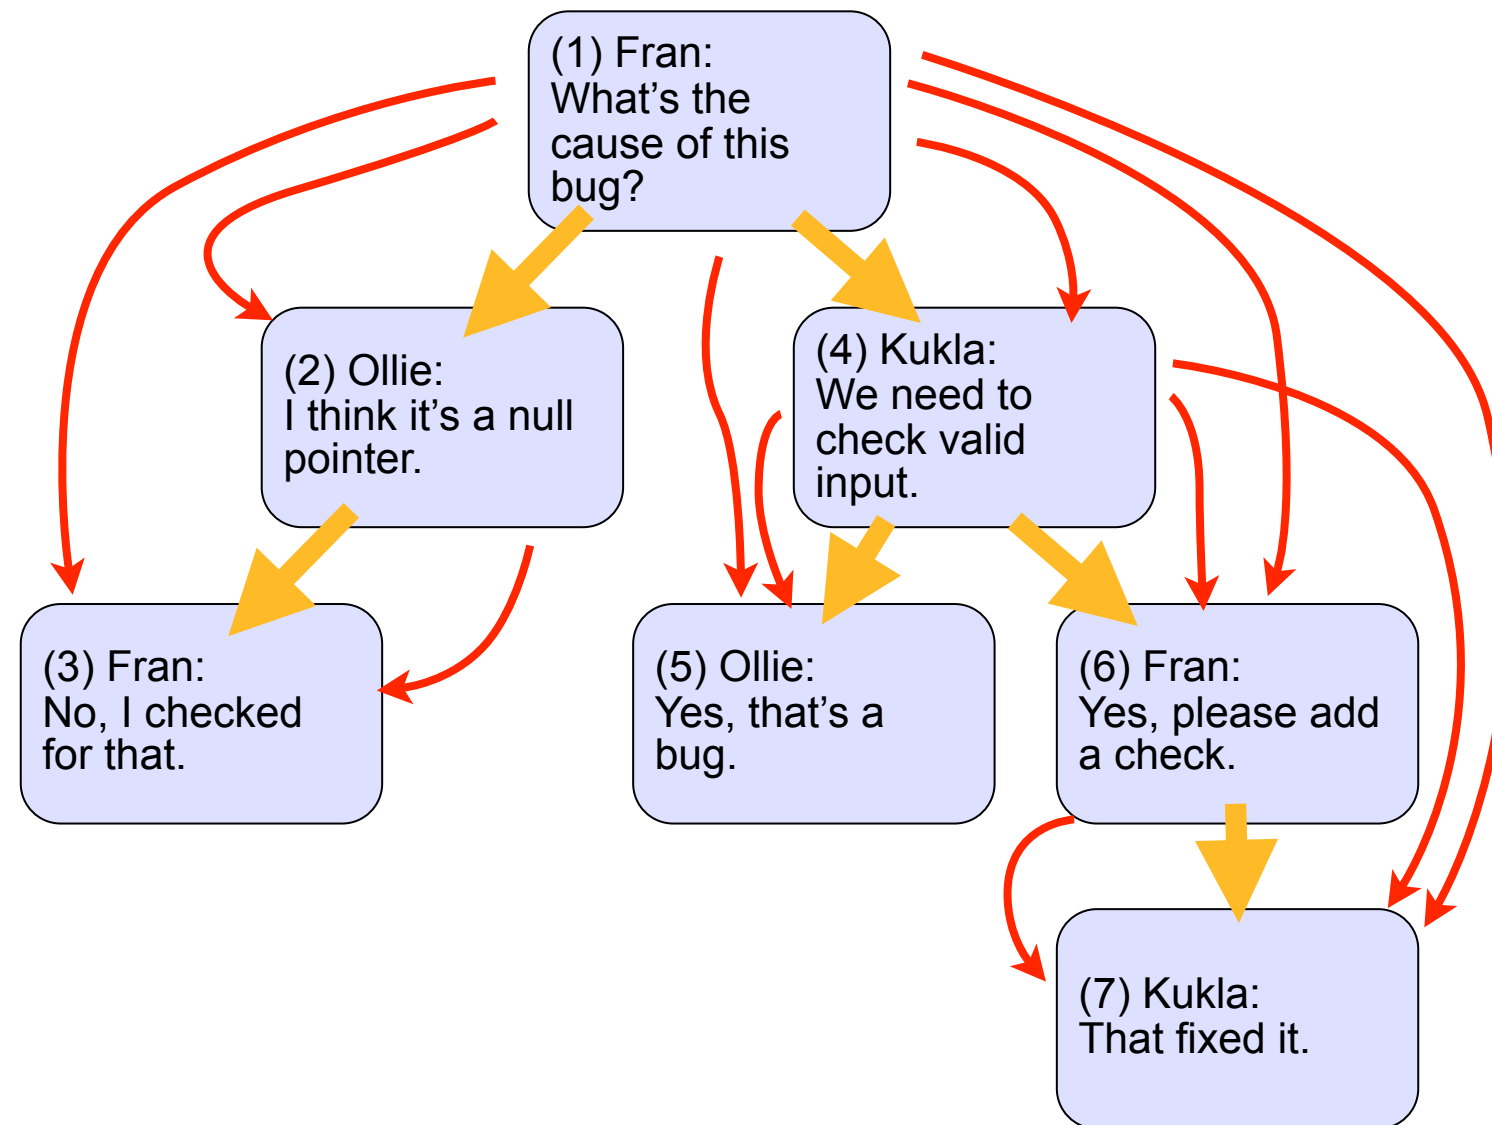 (1) Fran:
What’s the
cause of this
bug?
(2) Ollie:
I think it’s a null
pointer.
(4) Kukla:
We need to
check valid
input.
(3) Fran:
No, I checked
for that.
(5) Ollie:
Yes, that’s a
bug.
(6) Fran:
Yes, please add
a check.
(7) Kukla:
That fixed it.